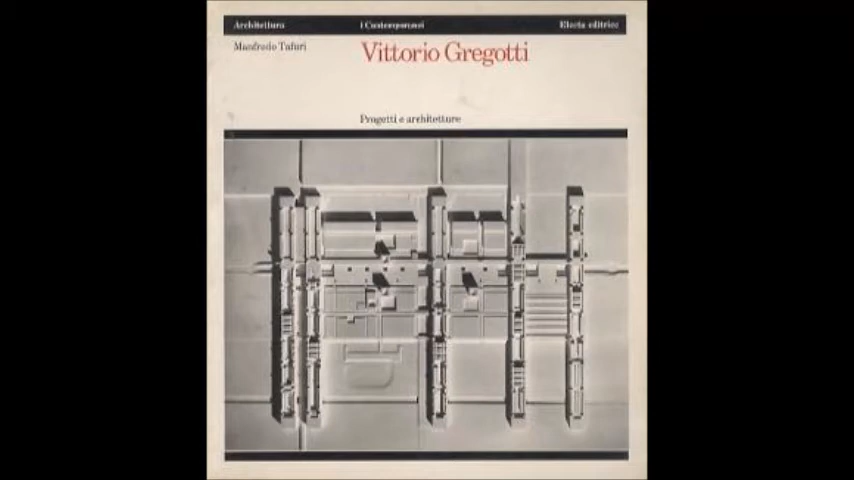 Architettura i Contemporanei Electa editrice
Manfredo Tafuri Vittorio Gregotti
Progetti e architetture